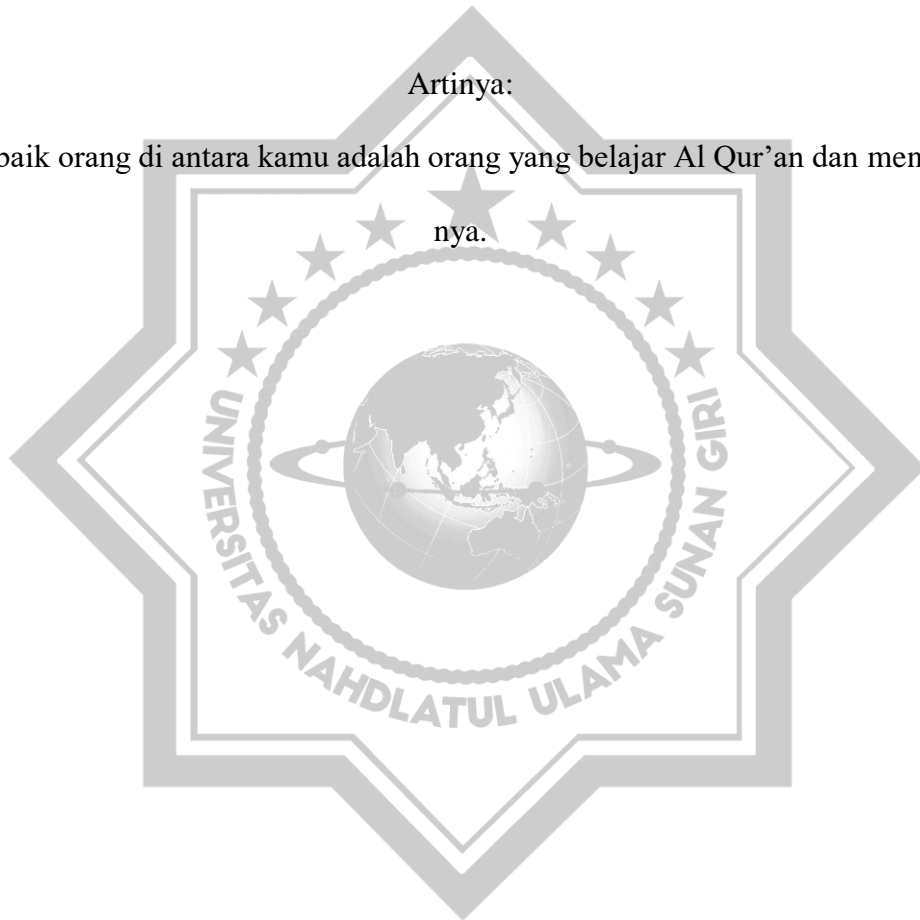 Artinya:
baik orang di antara kamu adalah orang yang belajar Al Qur’an dan men
nya.
UNIVERSITAS NAHDLATUL ULAMA SUNAN GIRI